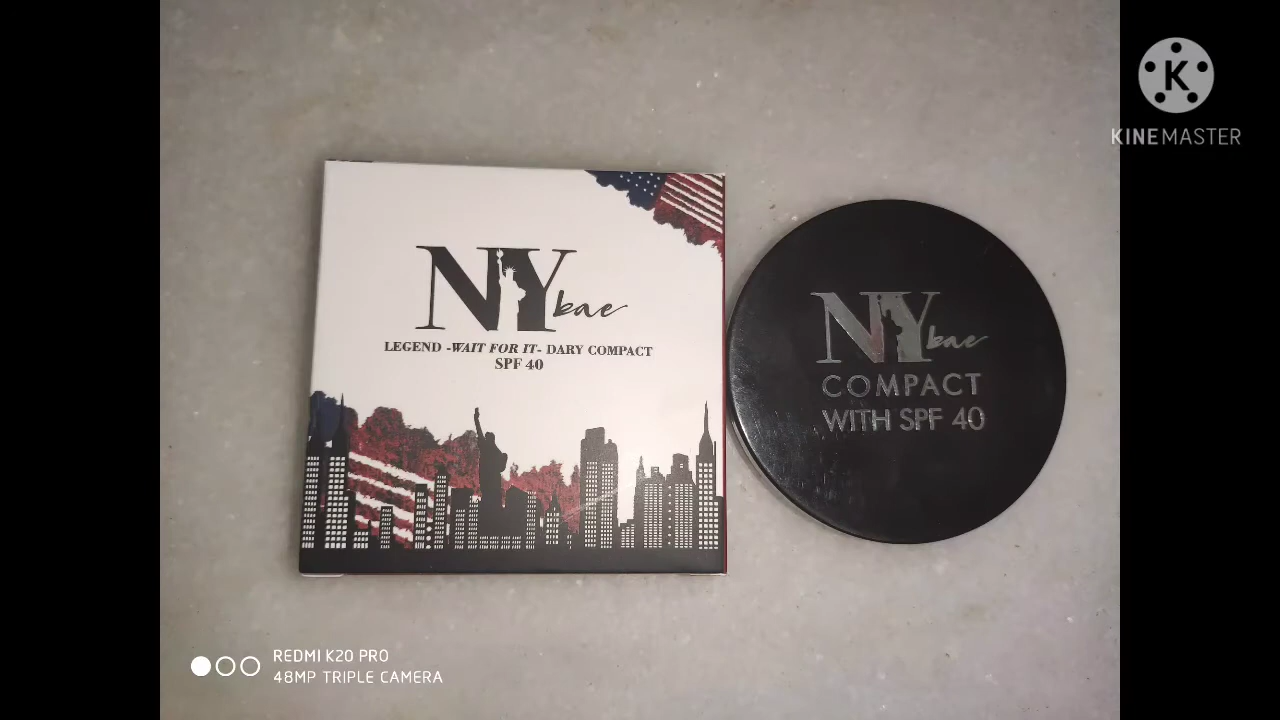 NY bae
LEGEND -WAIT FOR IT- DARY COMPACT
SPF 40
NY bae
COMPACT
WITH SPF 40
K
KINEMASTER
REDMI K20 PRO
48MP TRIPLE CAMERA